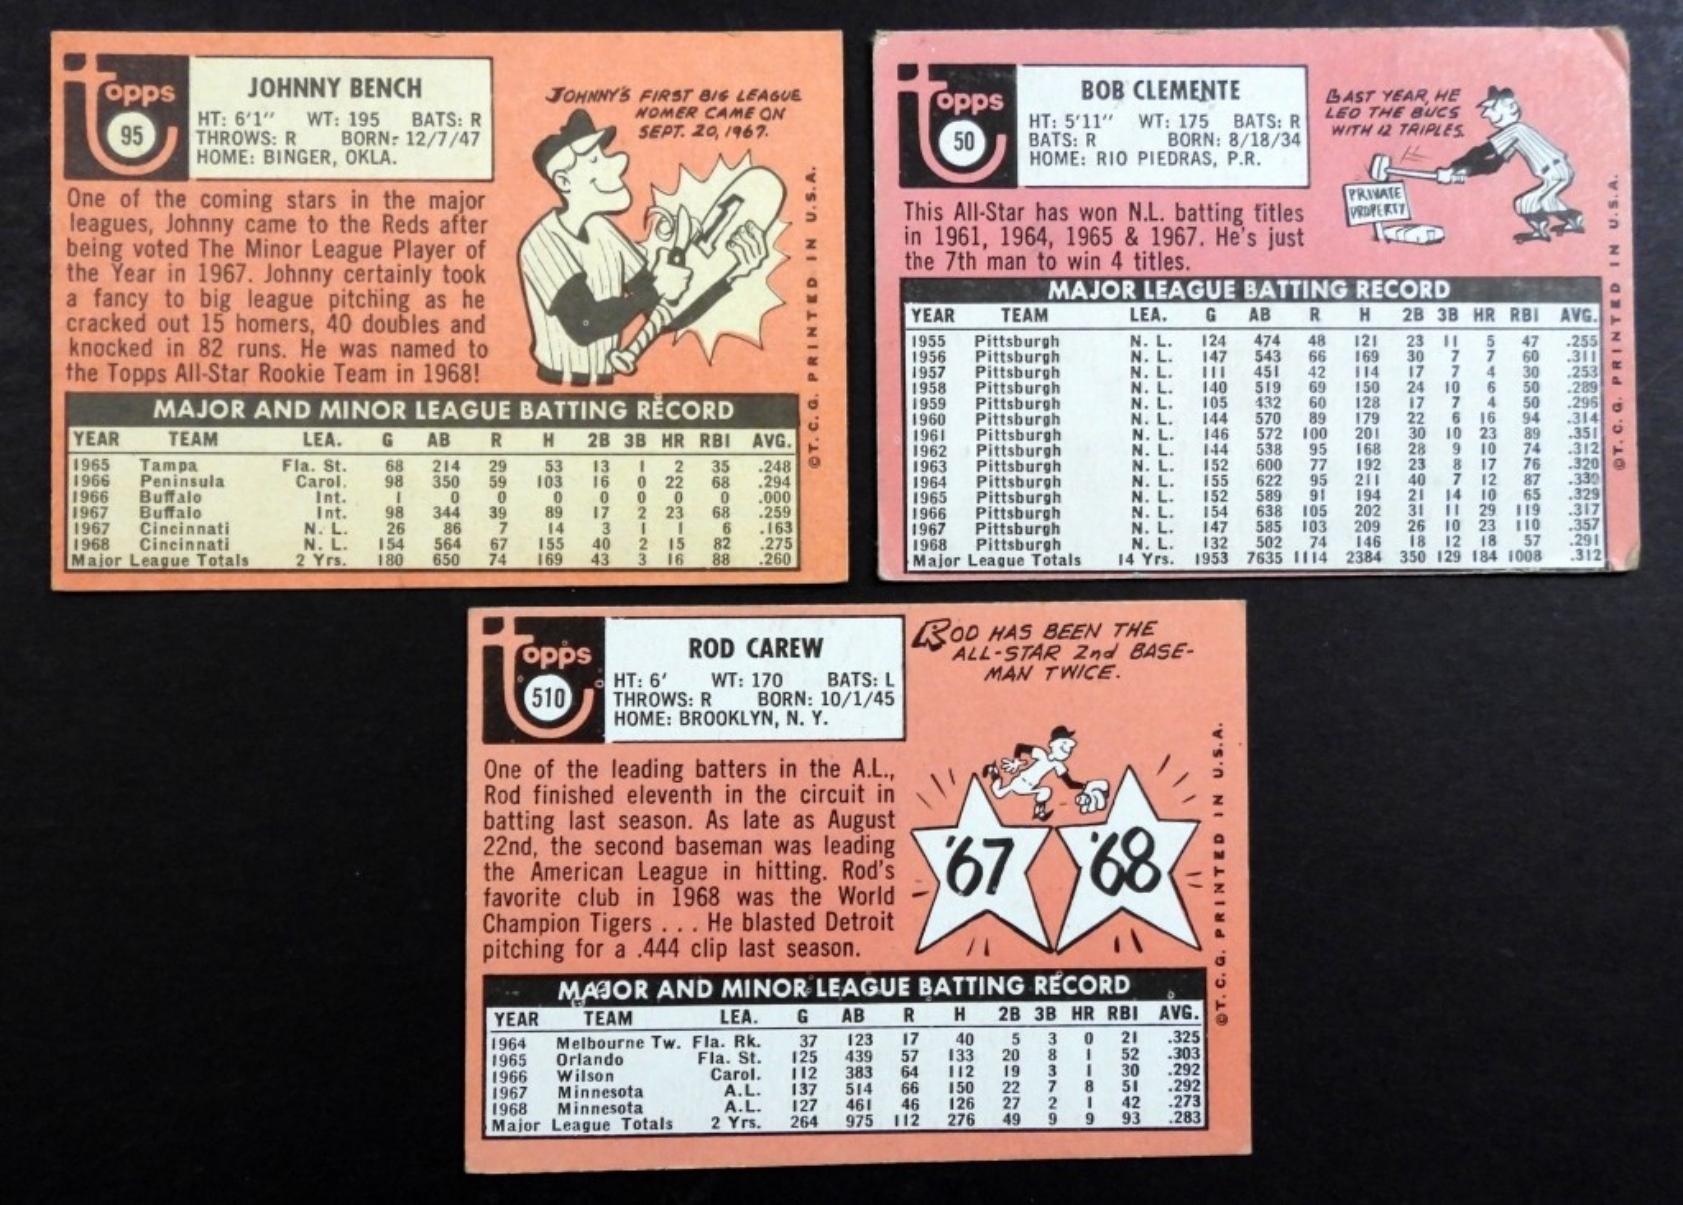 Topps
95
JOHNNY BENCH
HT: 6'1" WT: 195 BATS: R
THROWS: R BORN: 12/7/47
HOME: BINGER, OKLA.
JOHNNY'S FIRST BIG LEAGUE
HOMER CAME ON
SEPT. 20, 1967.
1
One of the coming stars in the major
leagues, Johnny came to the Reds after
being voted The Minor League Player of
the Year in 1967. Johnny certainly took
a fancy to big league pitching as he
cracked out 15 homers, 40 doubles and
knocked in 82 runs. He was named to
the Topps All-Star Rookie Team in 1968!
MAJOR AND MINOR LEAGUE BATTING RECORD
YEAR TEAM LEA. G AB R H 2B 3B HR RBI AVG.
1965 Tampa Fla. St. 68 214 29 53 13 1 2 35 .248
1966 Peninsula Carol. 98 350 59 103 16 0 22 68 .294
1966 Buffalo Int. 1 0 0 0 0 0 0 0 .000
1967 Buffalo Int. 98 344 39 89 17 2 23 68 .259
1967 Cincinnati N. L. 26 86 7 14 3 1 1 6 .163
1968 Cincinnati N. L. 154 564 67 155 40 2 15 82 .275
Major League Totals 2 Yrs. 180 650 74 169 43 3 16 88 .260
©T. C. G. PRINTED IN U.S.A.
Topps
50
BOB CLEMENTE
HT: 5'11" WT: 175 BATS: R
BATS: R BORN: 8/18/34
HOME: RIO PIEDRAS, P.R.
LAST YEAR, HE
LED THE BUCS
WITH 12 TRIPLES.
PRIVATE
PROPERTY
This All-Star has won N.L. batting titles
in 1961, 1964, 1965 & 1967. He's just
the 7th man to win 4 titles.
MAJOR LEAGUE BATTING RECORD
YEAR TEAM LEA. G AB R H 2B 3B HR RBI AVG.
1955 Pittsburgh N. L. 124 474 48 121 23 11 5 47 .255
1956 Pittsburgh N. L. 147 543 66 169 30 7 7 60 .311
1957 Pittsburgh N. L. 111 451 42 114 17 7 4 30 .253
1958 Pittsburgh N. L. 140 519 69 150 24 10 6 50 .289
1959 Pittsburgh N. L. 105 432 60 128 17 7 4 50 .296
1960 Pittsburgh N. L. 144 570 89 179 22 6 16 94 .314
1961 Pittsburgh N. L. 146 572 100 201 30 10 23 89 .351
1962 Pittsburgh N. L. 144 538 95 168 28 9 10 74 .312
1963 Pittsburgh N. L. 152 600 77 192 23 8 17 76 .320
1964 Pittsburgh N. L. 155 622 95 211 40 7 12 87 .339
1965 Pittsburgh N. L. 152 589 91 194 21 14 10 65 .329
1966 Pittsburgh N. L. 154 638 105 202 31 11 29 119 .317
1967 Pittsburgh N. L. 147 585 103 209 26 10 23 110 .357
1968 Pittsburgh N. L. 132 502 74 146 18 12 18 57 .291
Major League Totals 14 Yrs. 1953 7635 1114 2384 350 129 184 1008 .312
©T. C. G. PRINTED IN U.S.A.
Topps
510
ROD CAREW
HT: 6' WT: 170 BATS: L
THROWS: R BORN: 10/1/45
HOME: BROOKLYN, N. Y.
ROD HAS BEEN THE
ALL-STAR 2nd BASE-
MAN TWICE.
'67 '68
One of the leading batters in the A.L.,
Rod finished eleventh in the circuit in
batting last season. As late as August
22nd, the second baseman was leading
the American League in hitting. Rod's
favorite club in 1968 was the World
Champion Tigers . . . He blasted Detroit
pitching for a .444 clip last season.
MAJOR AND MINOR LEAGUE BATTING RECORD
YEAR TEAM LEA. G AB R H 2B 3B HR RBI AVG.
1964 Melbourne Tw. Fla. Rk. 37 123 17 40 5 3 0 21 .325
1965 Orlando Fla. St. 125 439 57 133 20 8 1 52 .303
1966 Wilson Carol. 112 383 64 112 19 3 1 30 .292
1967 Minnesota A.L. 137 514 66 150 22 7 8 51 .292
1968 Minnesota A.L. 127 461 46 126 27 2 1 42 .273
Major League Totals 2 Yrs. 264 975 112 276 49 9 9 93 .283
©T. C. G. PRINTED IN U.S.A.